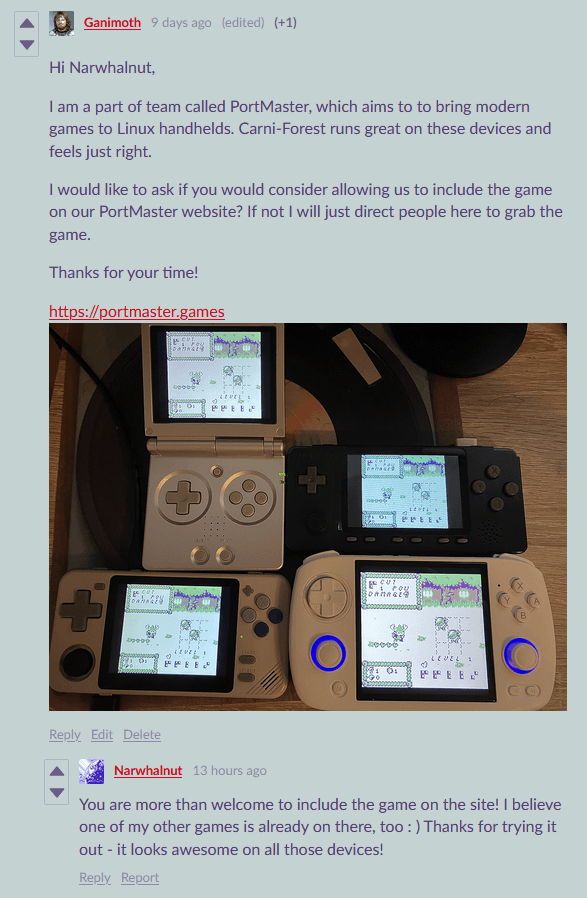 Ganimoth 9 days ago (edited) (+1)
Hi Narwhalnut,
I am a part of team called PortMaster, which aims to to bring modern
games to Linux handhelds. Carni-Forest runs great on these devices and
feels just right.
I would like to ask if you would consider allowing us to include the game
on our PortMaster website? If not I will just direct people here to grab the
game.
Thanks for your time!
https://portmaster.games
CUT
DAMAGE
LEVEL 1
CUT
DAMAGE
LEVEL 1
CUT
& YOU
DAMAGE
LEVEL 1
CUT
& YOU
DAMAGE
LEVEL 1
X
Y A
B
Reply Edit Delete
Narwhalnut 13 hours ago
You are more than welcome to include the game on the site! I believe
one of my other games is already on there, too : ) Thanks for trying it
out - it looks awesome on all those devices!
Reply Report